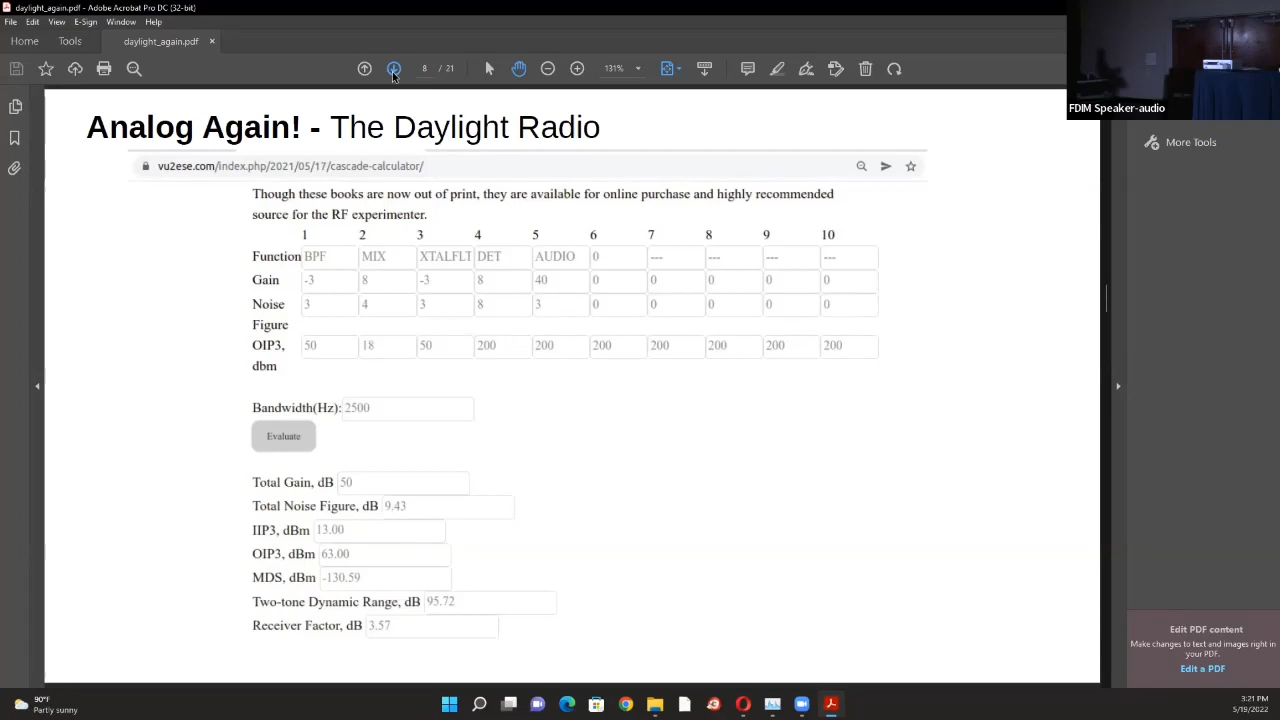 daylight_again.pdf - Adobe Acrobat Pro DC (32-bit)
File Edit View E-Sign Window Help
Home Tools daylight_again.pdf ×
8 / 21 131%
FDIM Speaker-audio
More Tools
Analog Again! - The Daylight Radio
vu2ese.com/index.php/2021/05/17/cascade-calculator/
Though these books are now out of print, they are available for online purchase and highly recommended
source for the RF experimenter.
1 2 3 4 5 6 7 8 9 10
Function BPF MIX XTALFLT DET AUDIO 0 --- --- --- ---
Gain -3 8 -3 8 40 0 0 0 0 0
Noise 3 4 3 8 3 0 0 0 0 0
Figure
OIP3, 50 18 50 200 200 200 200 200 200 200
dbm
Bandwidth(Hz): 2500
Evaluate
Total Gain, dB 50
Total Noise Figure, dB 9.43
IIP3, dBm 13.00
OIP3, dBm 63.00
MDS, dBm -130.59
Two-tone Dynamic Range, dB 95.72
Receiver Factor, dB 3.57
Edit PDF content
Make changes to text and images right in
your PDF.
Edit a PDF
90°F
Partly sunny
3:21 PM
5/19/2022